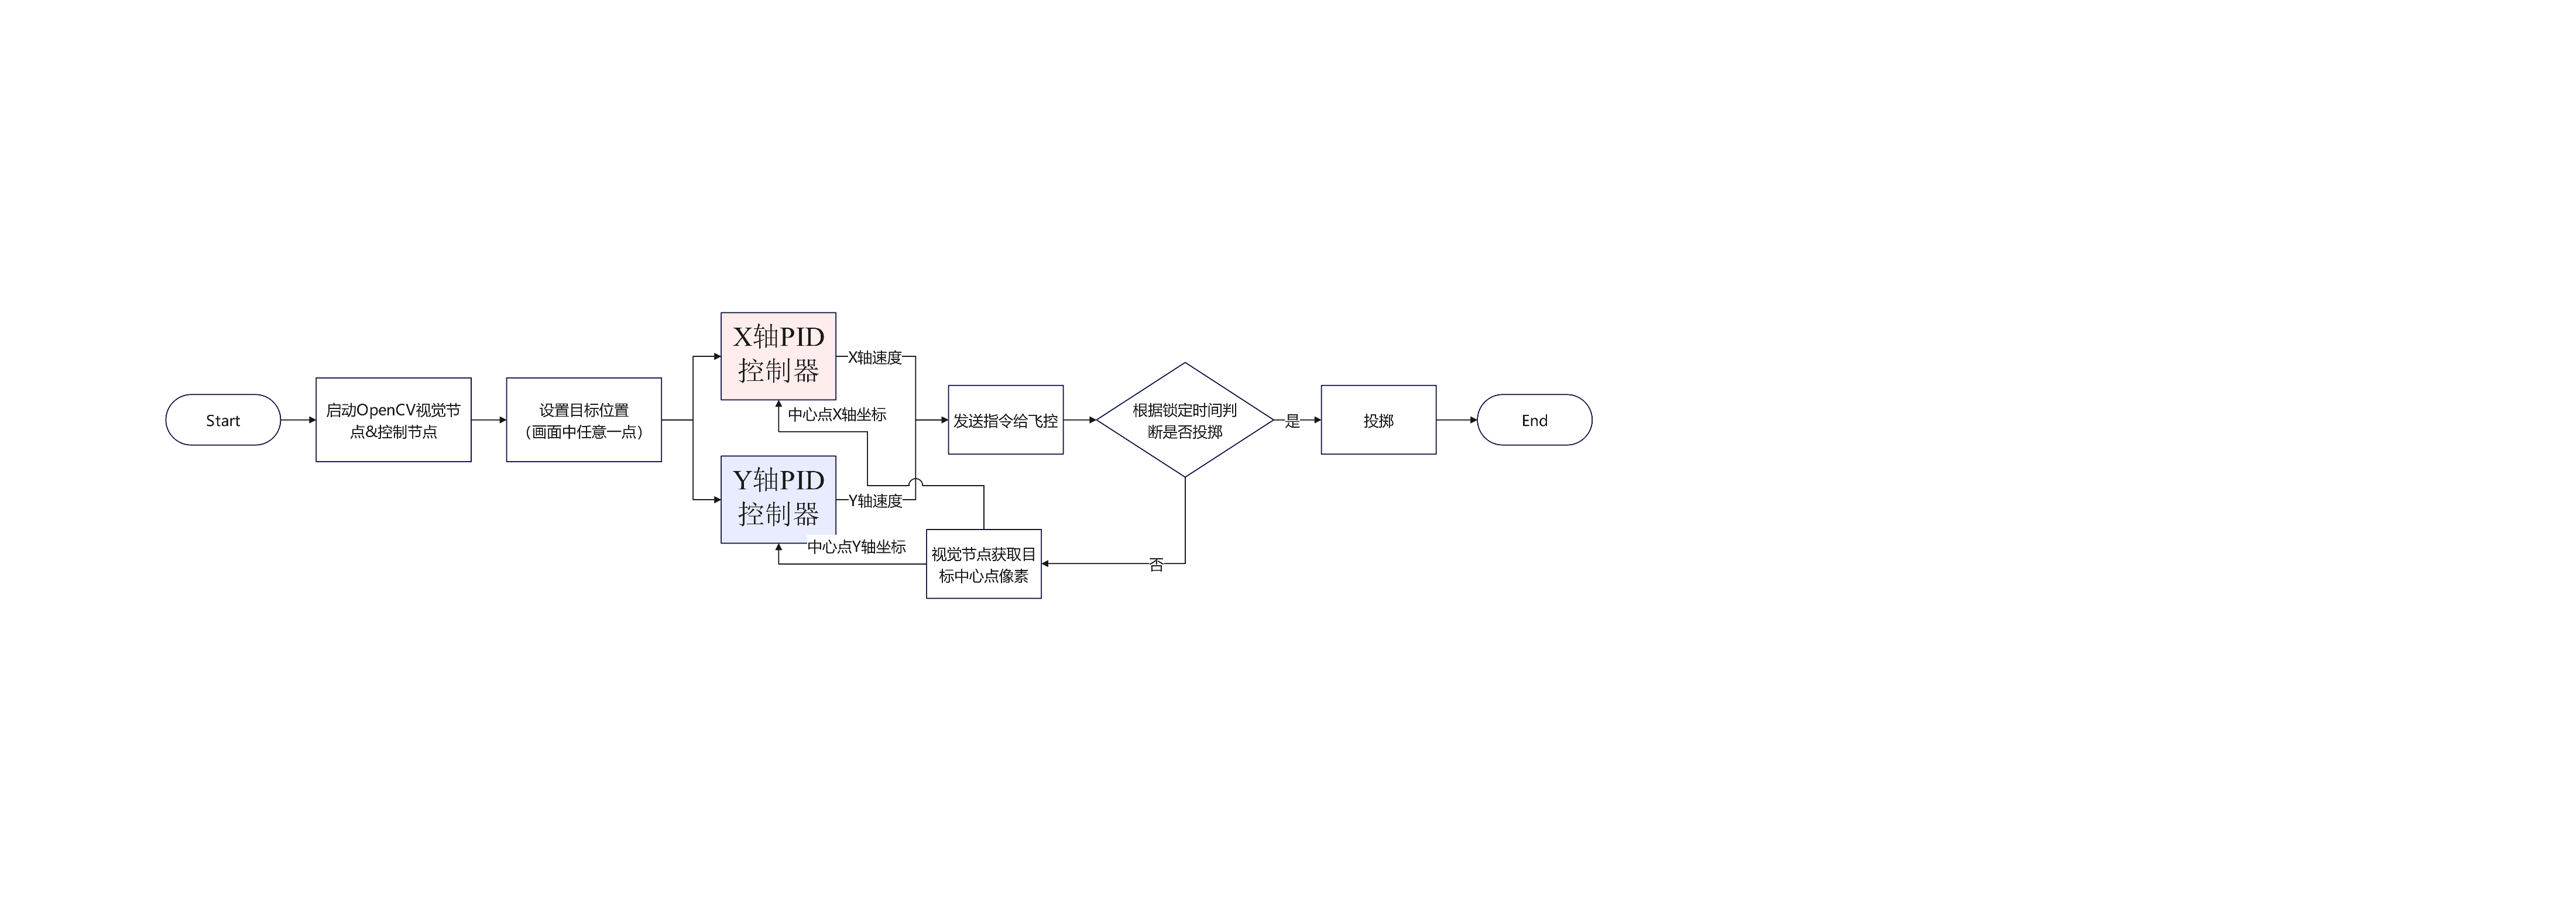 Start
启动OpenCV视觉节
点&控制节点
设置目标位置
（画面中任意一点）
X轴PID
控制器
X轴速度
中心点X轴坐标
Y轴PID
控制器
Y轴速度
中心点Y轴坐标
发送指令给飞控
根据锁定时间判
断是否投掷
是
投掷
End
否
视觉节点获取目
标中心点像素